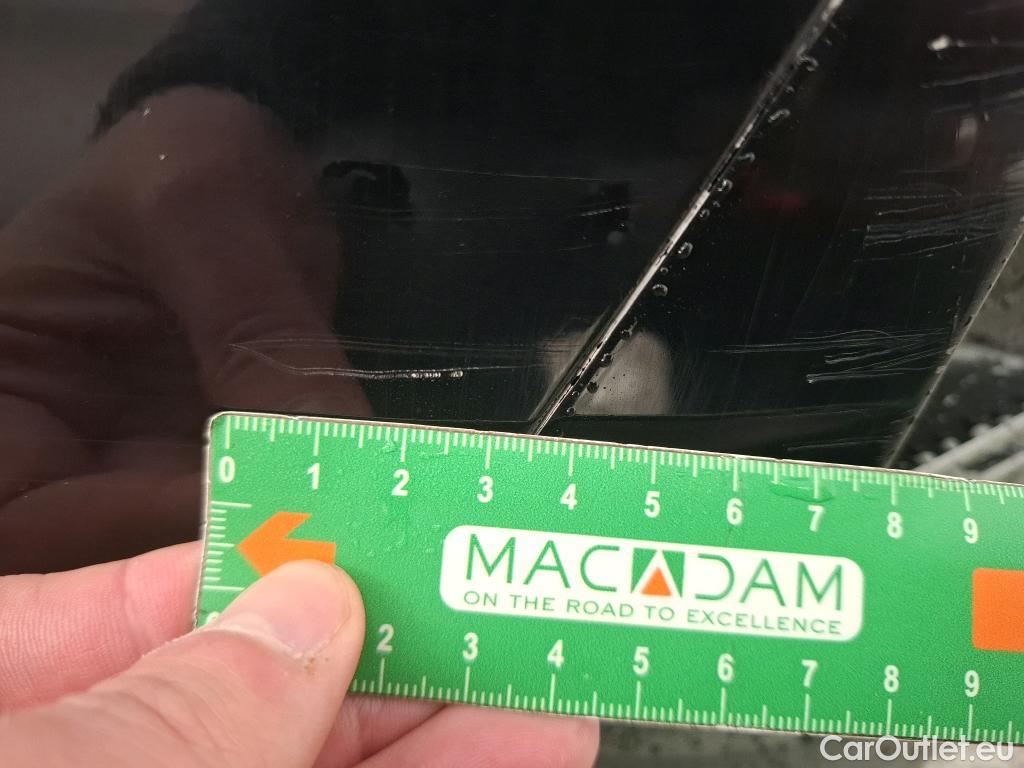 0 1 2 3 4 5 6 7 8 9
MACADAM
ON THE ROAD TO EXCELLENCE
2 3 4 5 6 7 8 9
CarOutlet.eu